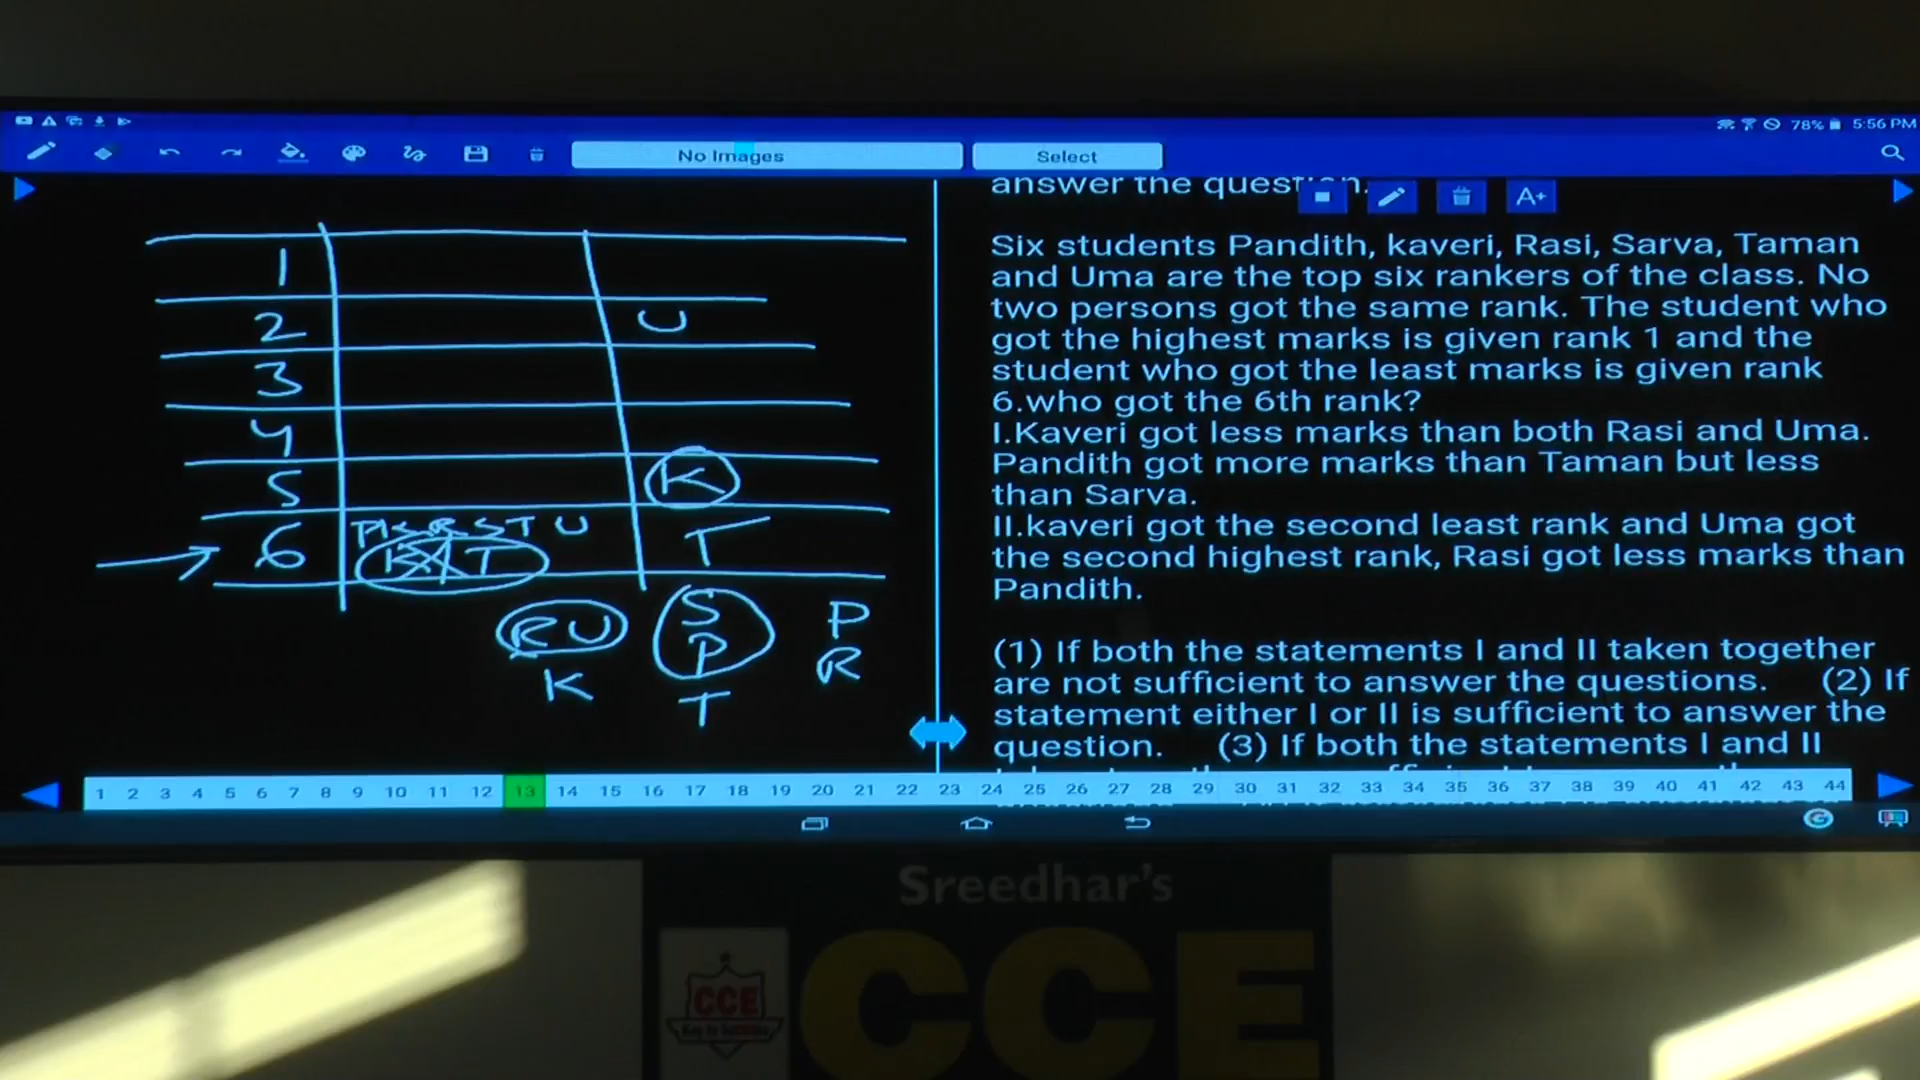 78% 5:56 PM
No Images
Select
answer the question.
A+
Six students Pandith, kaveri, Rasi, Sarva, Taman
and Uma are the top six rankers of the class. No
two persons got the same rank. The student who
got the highest marks is given rank 1 and the
student who got the least marks is given rank
6.who got the 6th rank?
I.Kaveri got less marks than both Rasi and Uma.
Pandith got more marks than Taman but less
than Sarva.
II.kaveri got the second least rank and Uma got
the second highest rank, Rasi got less marks than
Pandith.
(1) If both the statements I and II taken together
are not sufficient to answer the questions. (2) If
statement either I or II is sufficient to answer the
question. (3) If both the statements I and II
1
2 U
3
4
5 K
6 T
R U
K
S
P
T
P
R
1 2 3 4 5 6 7 8 9 10 11 12 13 14 15 16 17 18 19 20 21 22 23 24 25 26 27 28 29 30 31 32 33 34 35 36 37 38 39 40 41 42 43 44
Sreedhar's
CCE
CCE